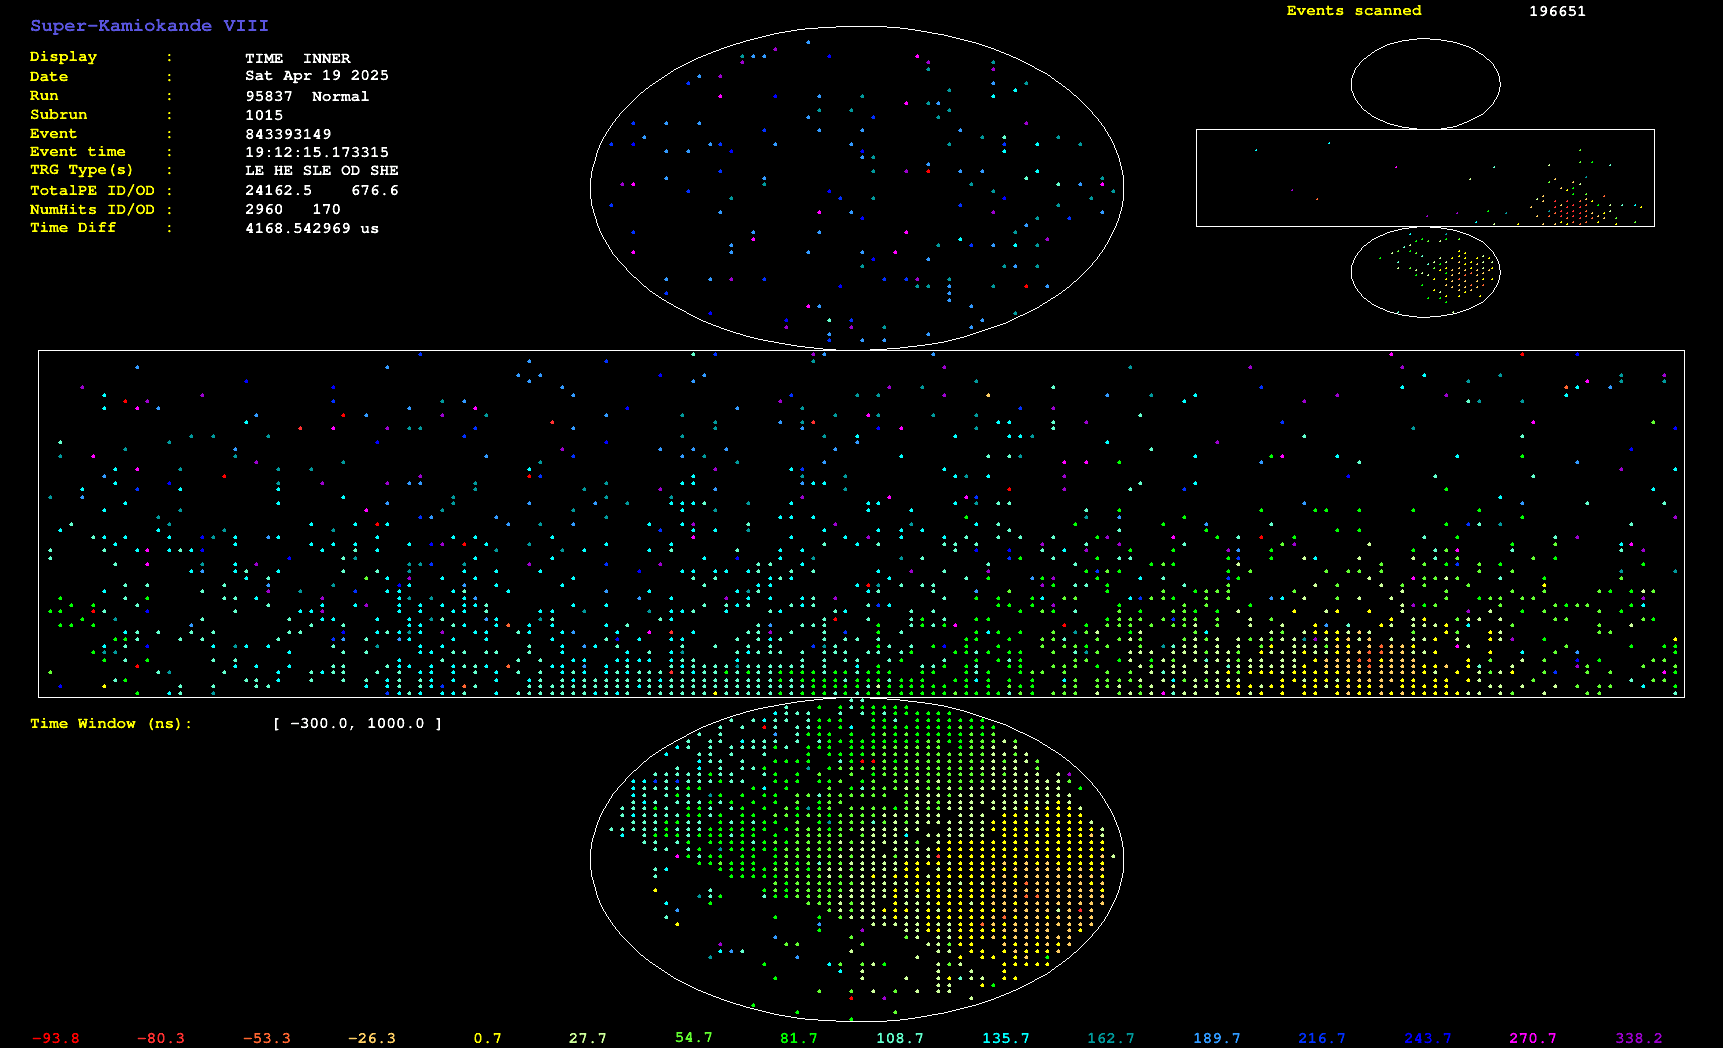 Super-Kamiokande VIII
Events scanned 196651
Display : TIME INNER
Date : Sat Apr 19 2025
Run : 95837 Normal
Subrun : 1015
Event : 843393149
Event time : 19:12:15.173315
TRG Type(s) : LE HE SLE OD SHE
TotalPE ID/OD : 24162.5 676.6
NumHits ID/OD : 2960 170
Time Diff : 4168.542969 us
Time Window (ns): [ -300.0, 1000.0 ]
-93.8 -80.3 -53.3 -26.3 0.7 27.7 54.7 81.7 108.7 135.7 162.7 189.7 216.7 243.7 270.7 338.2